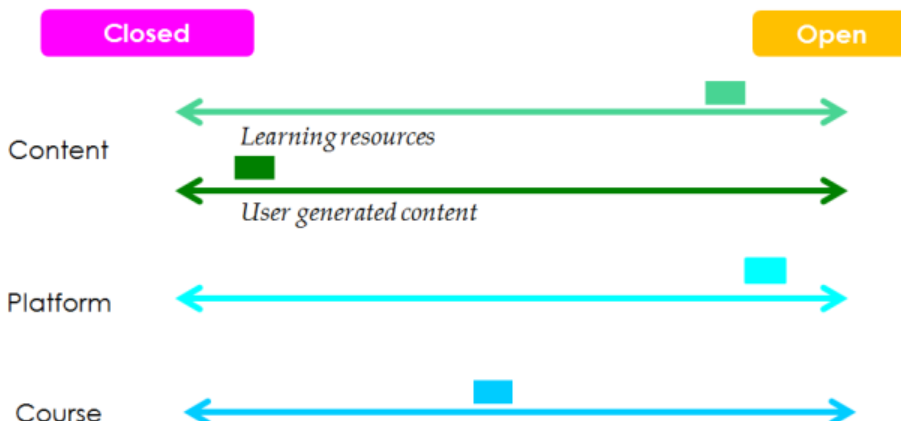 Closed
Open
Learning resources
Content
User generated content
Platform
Course